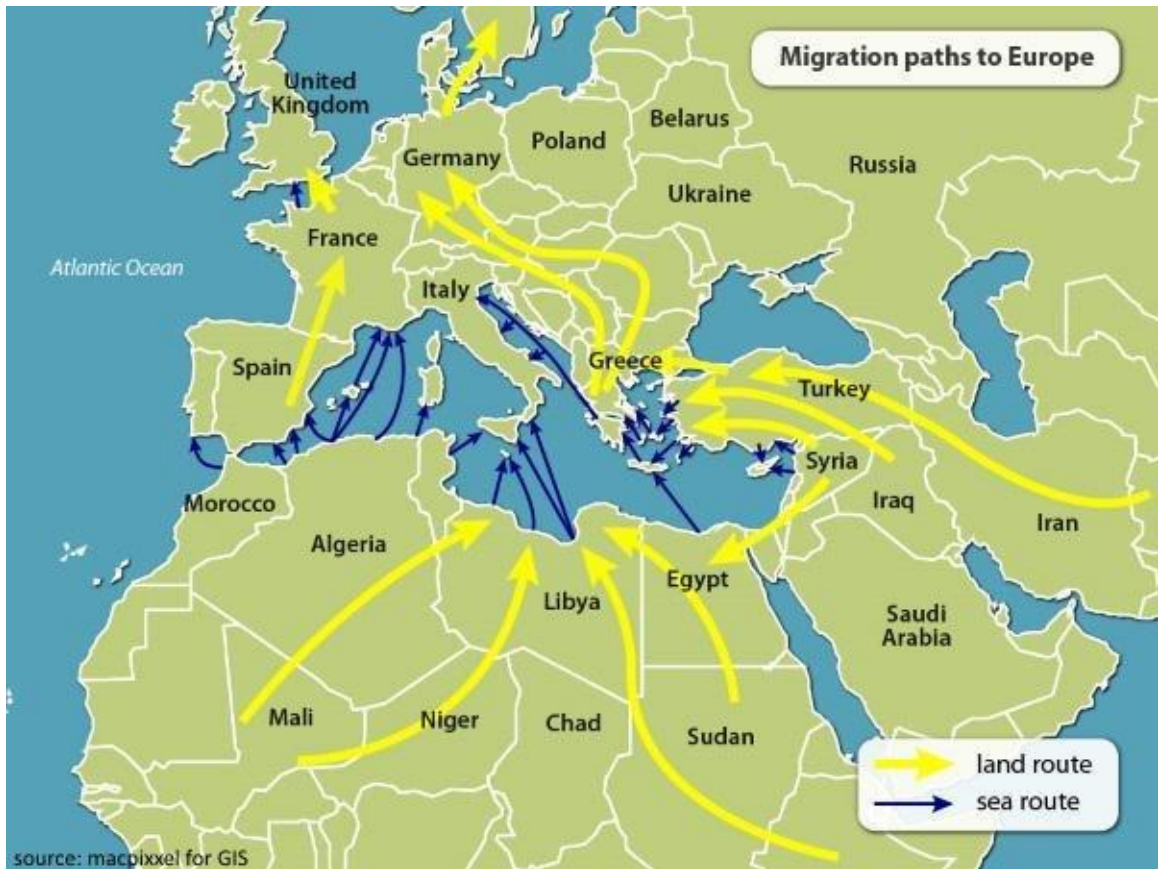 Migration paths to Europe
United
Kingdom
Belarus
Poland
Germany
Russia
Ukraine
France
Atlantic Ocean
Italy
Spain
Greece
Turkey
Syria
Morocco
Iraq
Iran
Algeria
Egypt
Libya
Saudi
Arabia
Mali
Niger
Chad
Sudan
land route
sea route
source: macpixxel for GIS